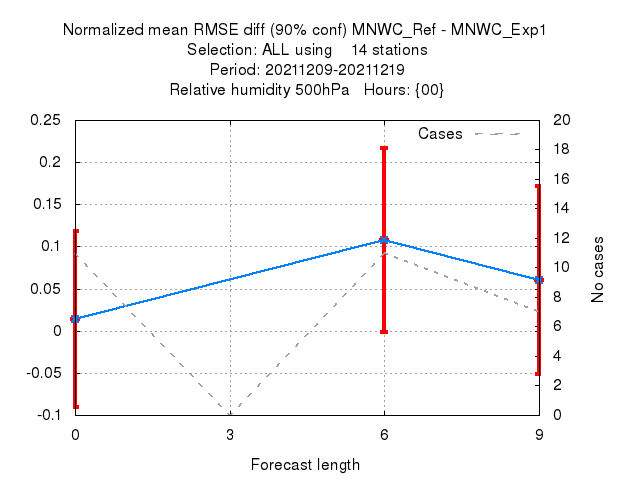 Normalized mean RMSE diff (90% conf) MNWC_Ref - MNWC_Exp1
Selection: ALL using    14 stations
Period: 20211209-20211219
Relative humidity 500hPa   Hours: {00}
Cases
0.25
0.2
0.15
0.1
0.05
0
-0.05
-0.1
20
18
16
14
12
10
8
6
4
2
0
No cases
0 3 6 9
Forecast length